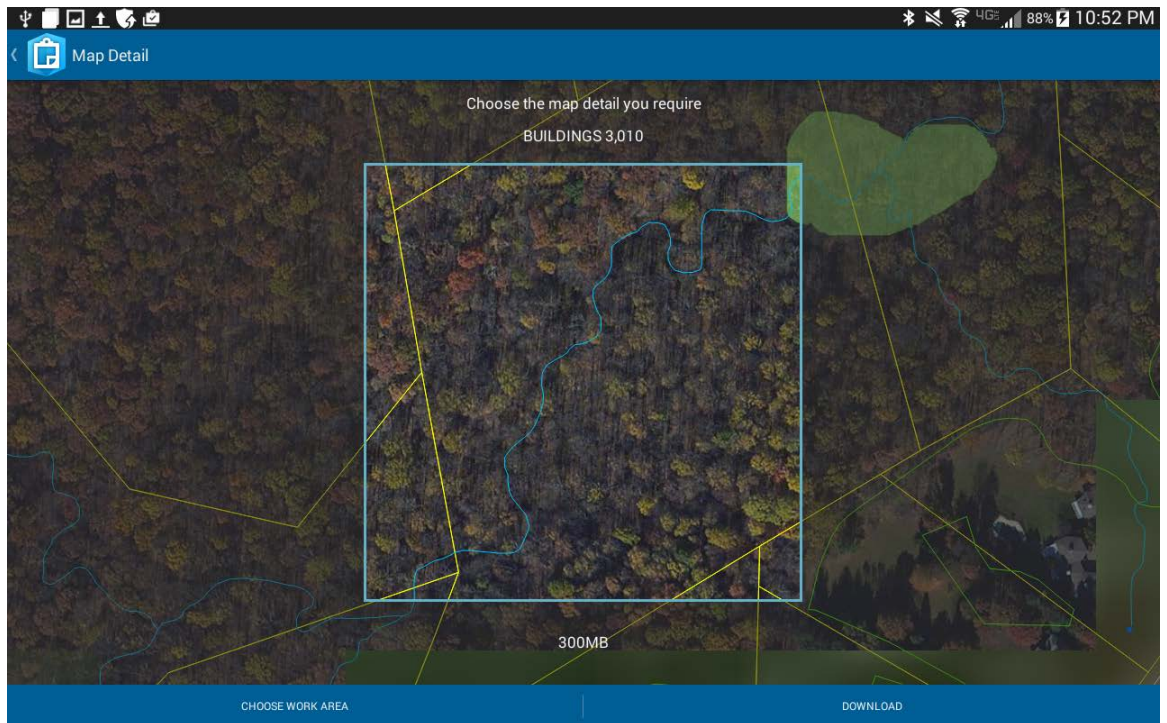 4G 88% 10:52 PM
Map Detail
Choose the map detail you require
BUILDINGS 3,010
300MB
CHOOSE WORK AREA
DOWNLOAD